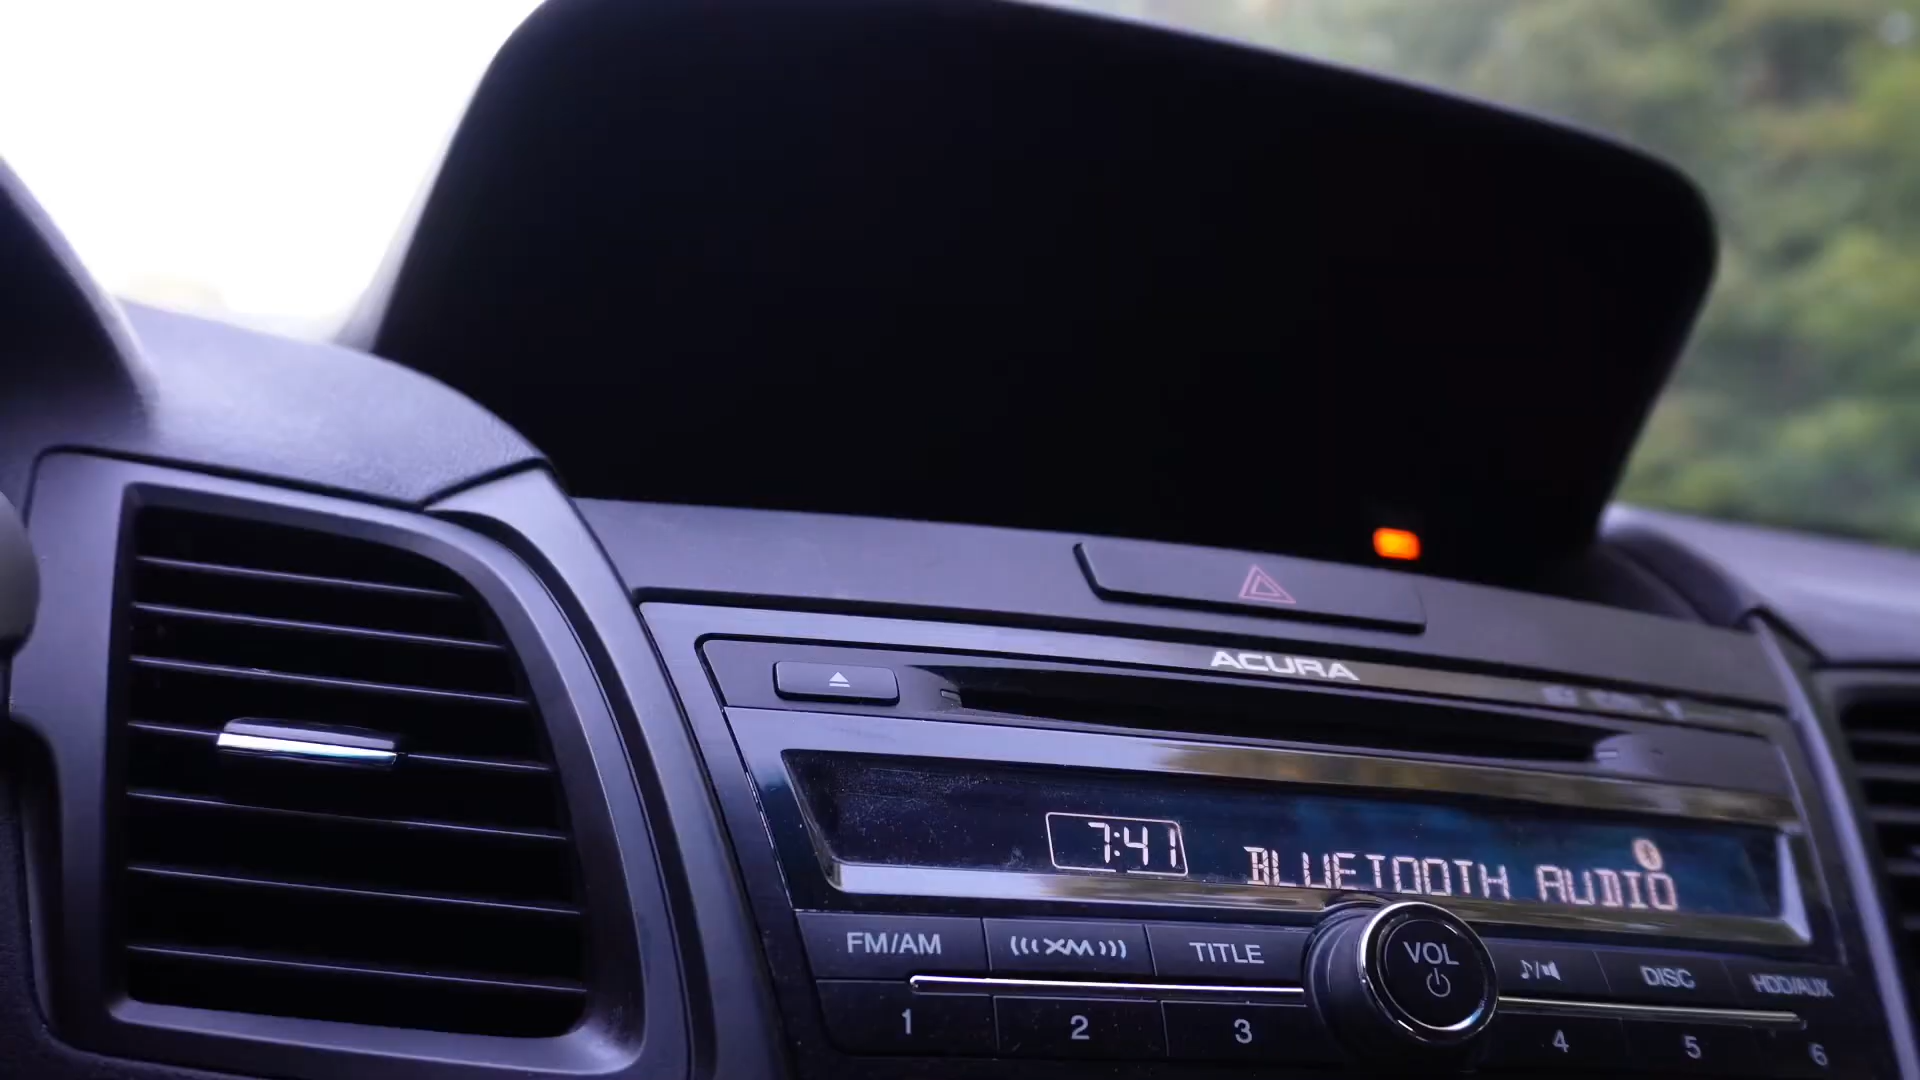 ACURA
7:41
BLUETOOTH AUDIO
FM/AM
XM
TITLE
VOL
DISC
HDD/AUX
1
2
3
4
5
6